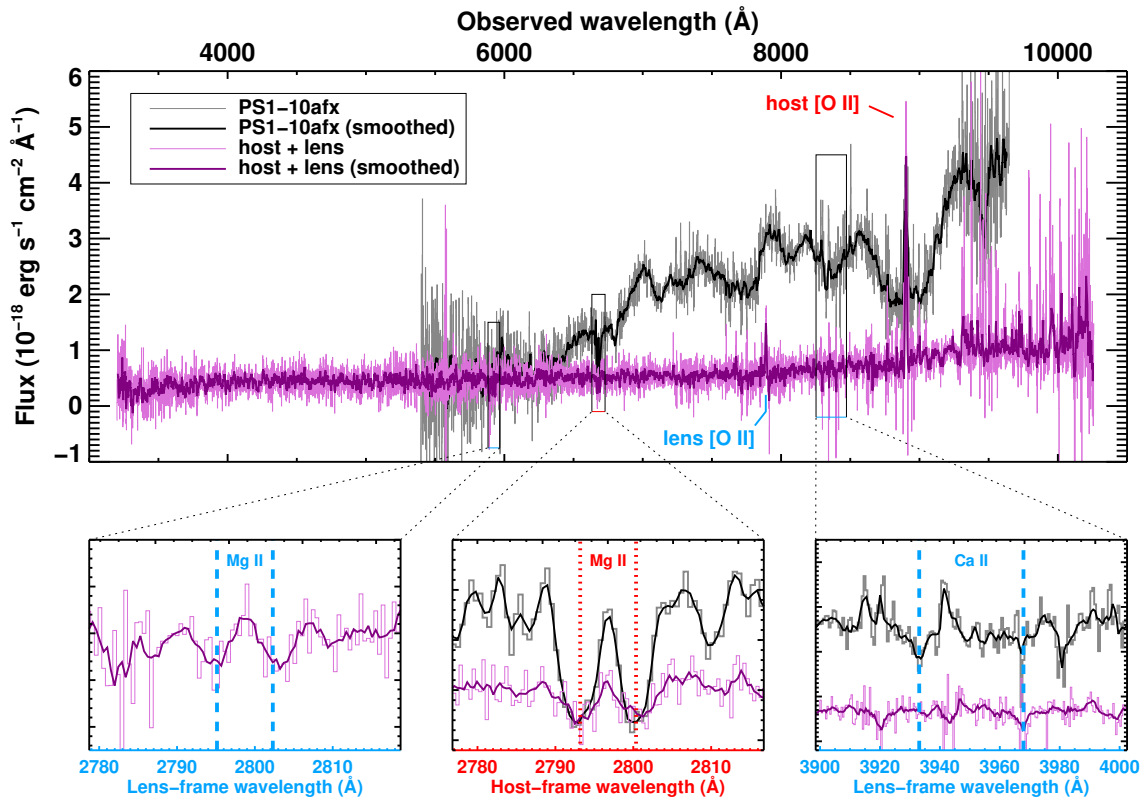 Observed wavelength (Å)
4000 6000 8000 10000
Flux (10−18 erg s−1 cm−2 Å−1)
6
5
4
3
2
1
0
−1
PS1−10afx
PS1−10afx (smoothed)
host + lens
host + lens (smoothed)
host [O II]
lens [O II]
Mg II
2780 2790 2800 2810
Lens−frame wavelength (Å)
Mg II
2780 2790 2800 2810
Host−frame wavelength (Å)
Ca II
3900 3920 3940 3960 3980 4000
Lens−frame wavelength (Å)